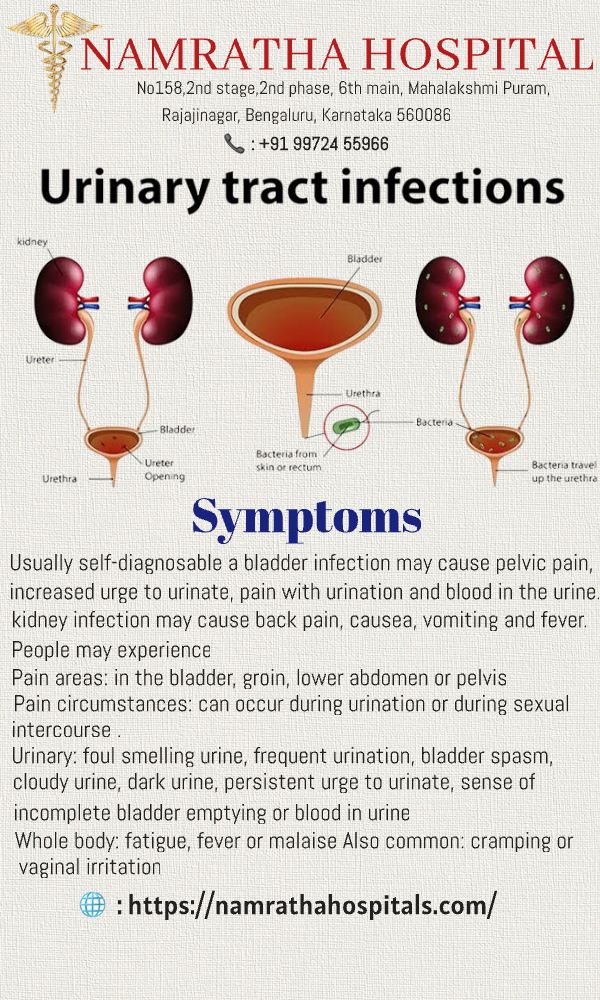 NAMRATHA HOSPITAL
No158,2nd stage,2nd phase, 6th main, Mahalakshmi Puram,
Rajajinagar, Bengaluru, Karnataka 560086
: +91 99724 55966
Urinary tract infections
kidney
Ureter
Bladder
Ureter
Opening
Urethra
Bladder
Urethra
Bacteria from
skin or rectum
Bacteria
Bacteria travel
up the urethra
Symptoms
Usually self-diagnosable a bladder infection may cause pelvic pain,
increased urge to urinate, pain with urination and blood in the urine.
kidney infection may cause back pain, causea, vomiting and fever.
People may experience
Pain areas: in the bladder, groin, lower abdomen or pelvis
Pain circumstances: can occur during urination or during sexual
intercourse .
Urinary: foul smelling urine, frequent urination, bladder spasm,
cloudy urine, dark urine, persistent urge to urinate, sense of
incomplete bladder emptying or blood in urine
Whole body: fatigue, fever or malaise Also common: cramping or
vaginal irritation
: https://namrathahospitals.com/